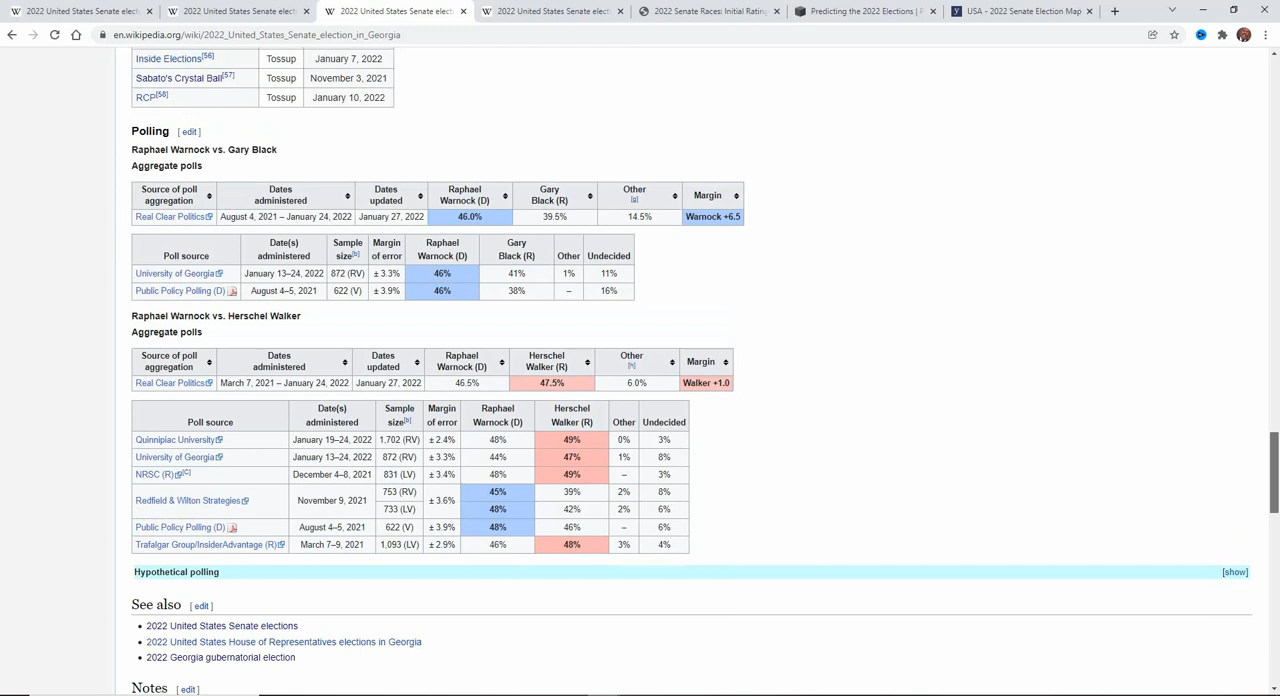 2022 United States Senate elect
2022 United States Senate elect
2022 United States Senate elect
2022 United States Senate elect
2022 Senate Races: Initial Rating
Predicting the 2022 Elections | R
USA - 2022 Senate Election Map
en.wikipedia.org/wiki/2022_United_States_Senate_election_in_Georgia
Inside Elections[56] Tossup January 7, 2022
Sabato's Crystal Ball[57] Tossup November 3, 2021
RCP[58] Tossup January 10, 2022
Polling [ edit ]
Raphael Warnock vs. Gary Black
Aggregate polls
Source of poll aggregation Dates administered Dates updated Raphael Warnock (D) Gary Black (R) Other [g] Margin
Real Clear Politics August 4, 2021 – January 24, 2022 January 27, 2022 46.0% 39.5% 14.5% Warnock +6.5
Poll source Date(s) administered Sample size[b] Margin of error Raphael Warnock (D) Gary Black (R) Other Undecided
University of Georgia January 13–24, 2022 872 (RV) ± 3.3% 46% 41% 1% 11%
Public Policy Polling (D) August 4–5, 2021 622 (V) ± 3.9% 46% 38% – 16%
Raphael Warnock vs. Herschel Walker
Aggregate polls
Source of poll aggregation Dates administered Dates updated Raphael Warnock (D) Herschel Walker (R) Other [h] Margin
Real Clear Politics March 7, 2021 – January 24, 2022 January 27, 2022 46.5% 47.5% 6.0% Walker +1.0
Poll source Date(s) administered Sample size[b] Margin of error Raphael Warnock (D) Herschel Walker (R) Other Undecided
Quinnipiac University January 19–24, 2022 1,702 (RV) ± 2.4% 48% 49% 0% 3%
University of Georgia January 13–24, 2022 872 (RV) ± 3.3% 44% 47% 1% 8%
NRSC (R)[C] December 4–8, 2021 831 (LV) ± 3.4% 48% 49% – 3%
Redfield & Wilton Strategies November 9, 2021 753 (RV) ± 3.6% 45% 39% 2% 8%
733 (LV) 48% 42% 2% 6%
Public Policy Polling (D) August 4–5, 2021 622 (V) ± 3.9% 48% 46% – 6%
Trafalgar Group/InsiderAdvantage (R) March 7–9, 2021 1,093 (LV) ± 2.9% 46% 48% 3% 4%
Hypothetical polling [show]
See also [ edit ]
2022 United States Senate elections
2022 United States House of Representatives elections in Georgia
2022 Georgia gubernatorial election
Notes [ edit ]